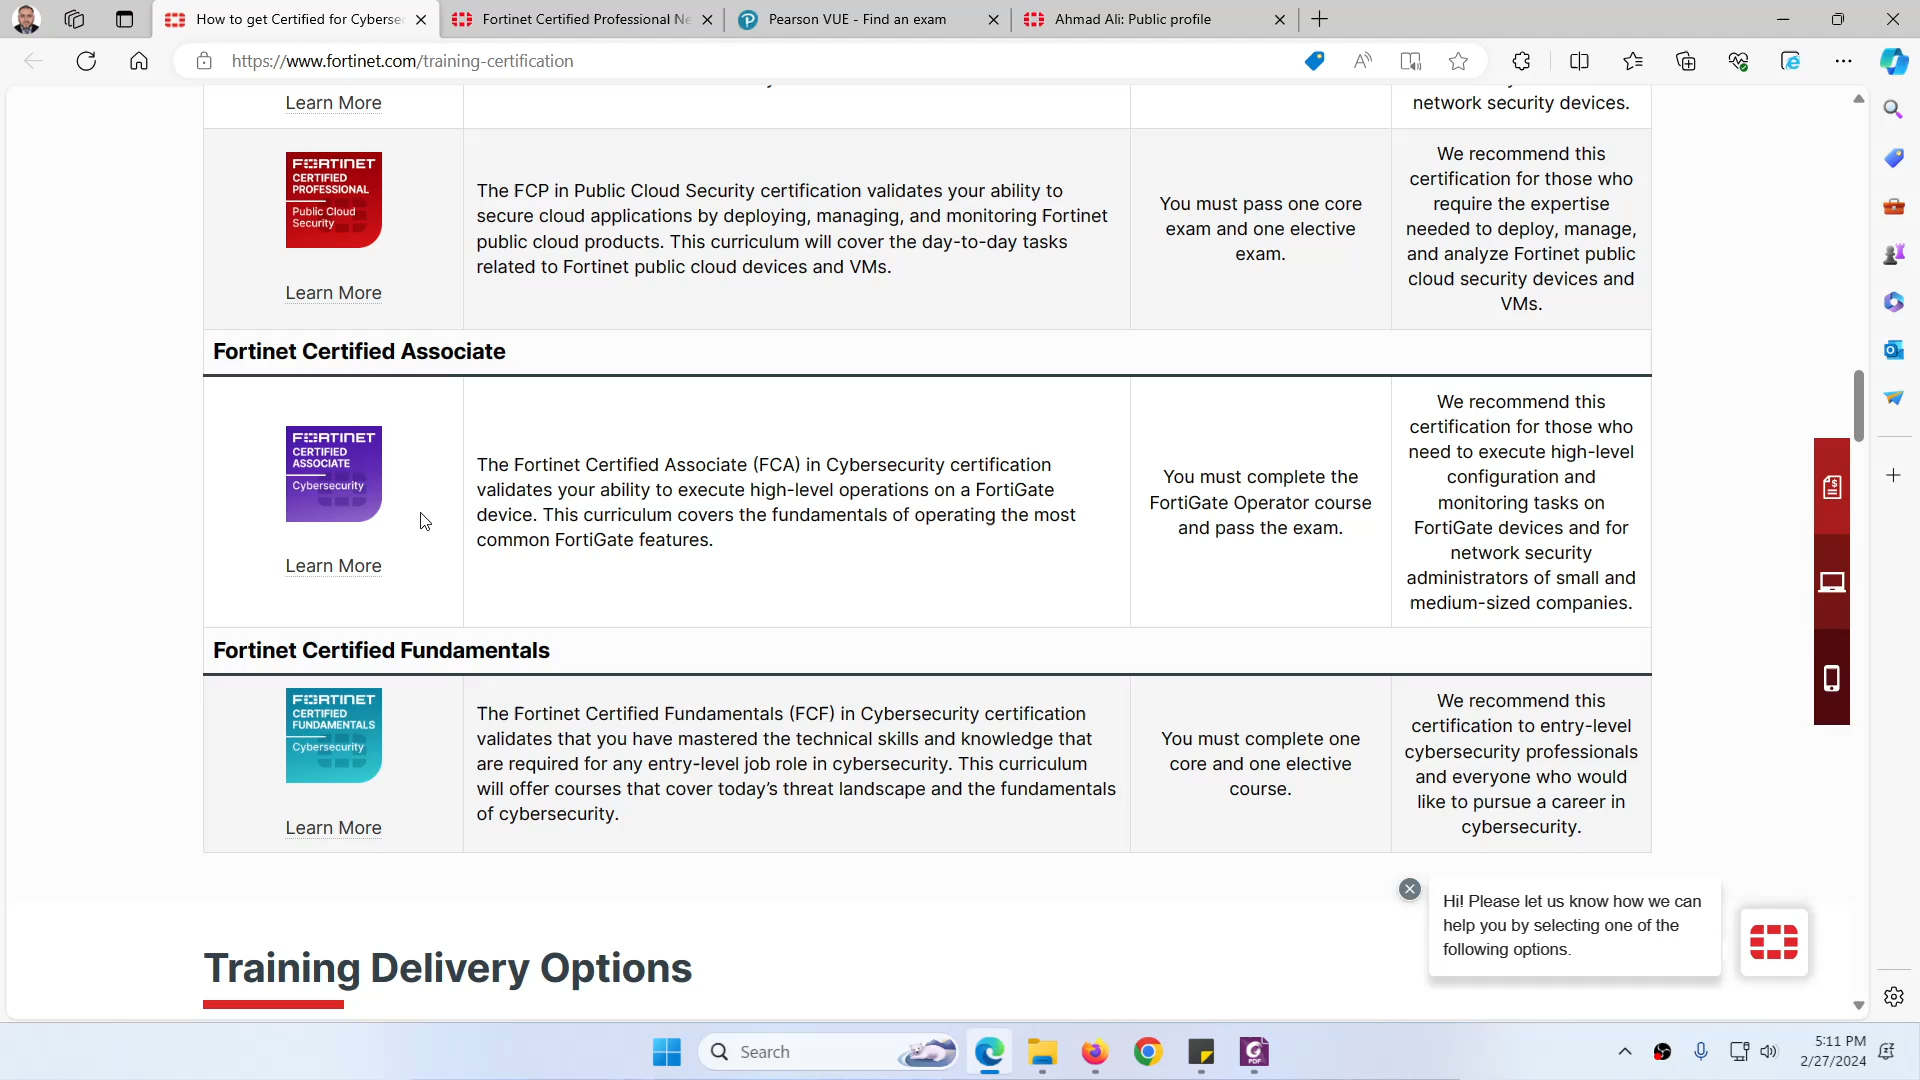 How to get Certified for Cyberse
Fortinet Certified Professional Ne
Pearson VUE - Find an exam
Ahmad Ali: Public profile
https://www.fortinet.com/training-certification
Learn More
network security devices.
FORTINET
CERTIFIED
PROFESSIONAL
Public Cloud
Security
Learn More
The FCP in Public Cloud Security certification validates your ability to
secure cloud applications by deploying, managing, and monitoring Fortinet
public cloud products. This curriculum will cover the day-to-day tasks
related to Fortinet public cloud devices and VMs.
You must pass one core
exam and one elective
exam.
We recommend this
certification for those who
require the expertise
needed to deploy, manage,
and analyze Fortinet public
cloud security devices and
VMs.
Fortinet Certified Associate
FORTINET
CERTIFIED
ASSOCIATE
Cybersecurity
Learn More
The Fortinet Certified Associate (FCA) in Cybersecurity certification
validates your ability to execute high-level operations on a FortiGate
device. This curriculum covers the fundamentals of operating the most
common FortiGate features.
You must complete the
FortiGate Operator course
and pass the exam.
We recommend this
certification for those who
need to execute high-level
configuration and
monitoring tasks on
FortiGate devices and for
network security
administrators of small and
medium-sized companies.
Fortinet Certified Fundamentals
FORTINET
CERTIFIED
FUNDAMENTALS
Cybersecurity
Learn More
The Fortinet Certified Fundamentals (FCF) in Cybersecurity certification
validates that you have mastered the technical skills and knowledge that
are required for any entry-level job role in cybersecurity. This curriculum
will offer courses that cover today's threat landscape and the fundamentals
of cybersecurity.
You must complete one
core and one elective
course.
We recommend this
certification to entry-level
cybersecurity professionals
and everyone who would
like to pursue a career in
cybersecurity.
Hi! Please let us know how we can
help you by selecting one of the
following options.
Training Delivery Options
Search
5:11 PM
2/27/2024